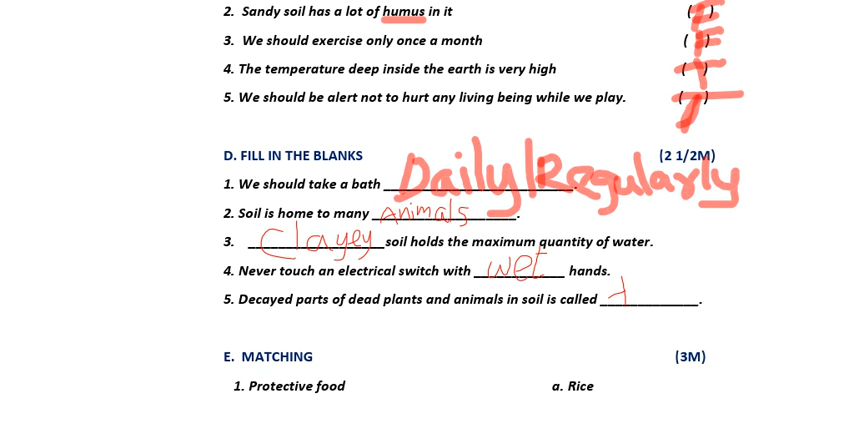 2. Sandy soil has a lot of humus in it (F)
3. We should exercise only once a month (F)
4. The temperature deep inside the earth is very high (T)
5. We should be alert not to hurt any living being while we play. (T)
D. FILL IN THE BLANKS (2 1/2M)
1. We should take a bath Daily/Regularly.
2. Soil is home to many Animals.
3. Clayey soil holds the maximum quantity of water.
4. Never touch an electrical switch with wet hands.
5. Decayed parts of dead plants and animals in soil is called ____________.
E. MATCHING (3M)
1. Protective food a. Rice